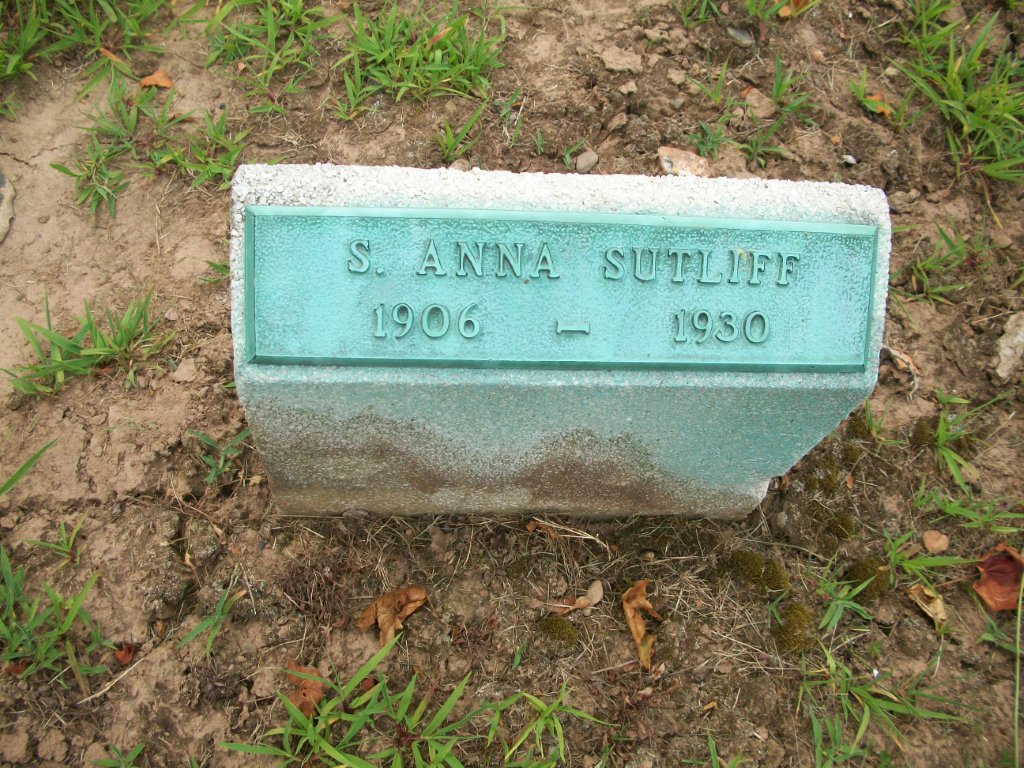 S. ANNA SUTLIFF
1906 – 1930